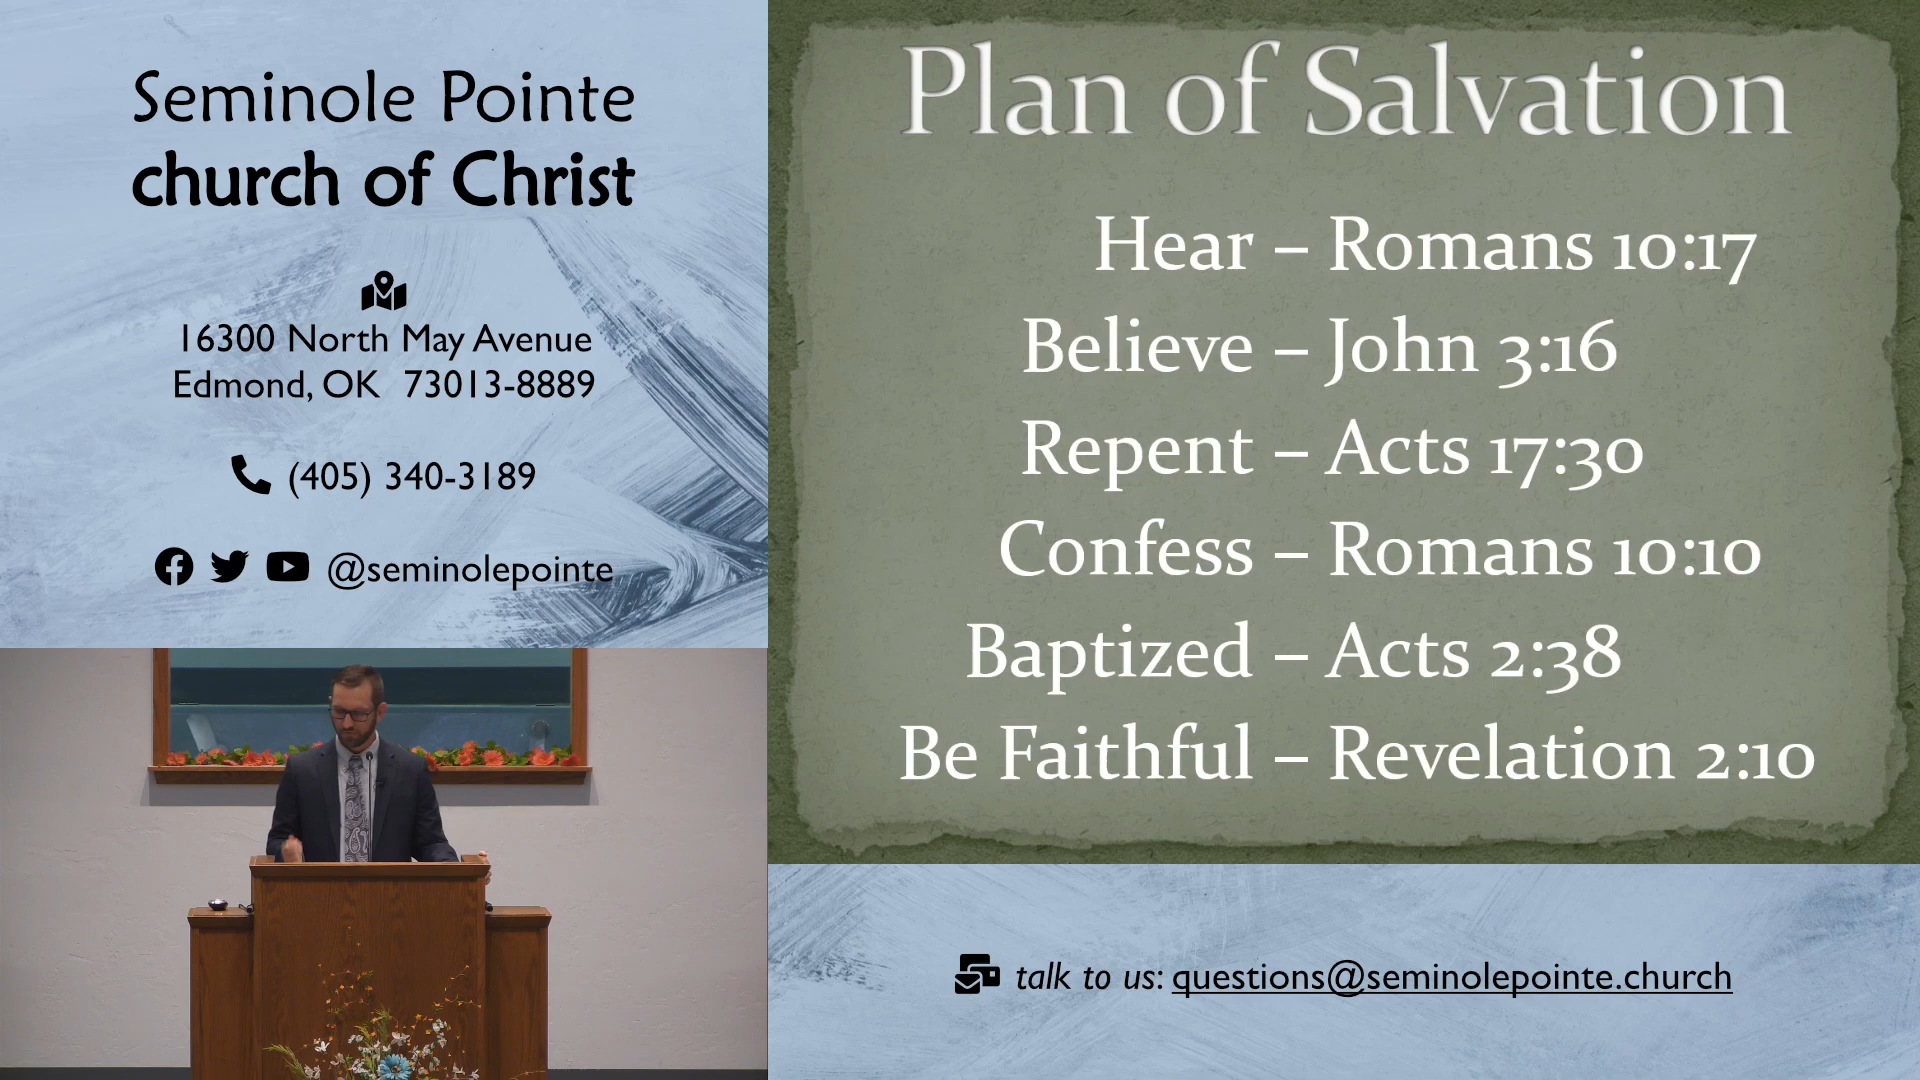 Seminole Pointe
church of Christ
16300 North May Avenue
Edmond, OK 73013-8889
(405) 340-3189
@seminolepointe
Plan of Salvation
Hear – Romans 10:17
Believe – John 3:16
Repent – Acts 17:30
Confess – Romans 10:10
Baptized – Acts 2:38
Be Faithful – Revelation 2:10
talk to us: questions@seminolepointe.church